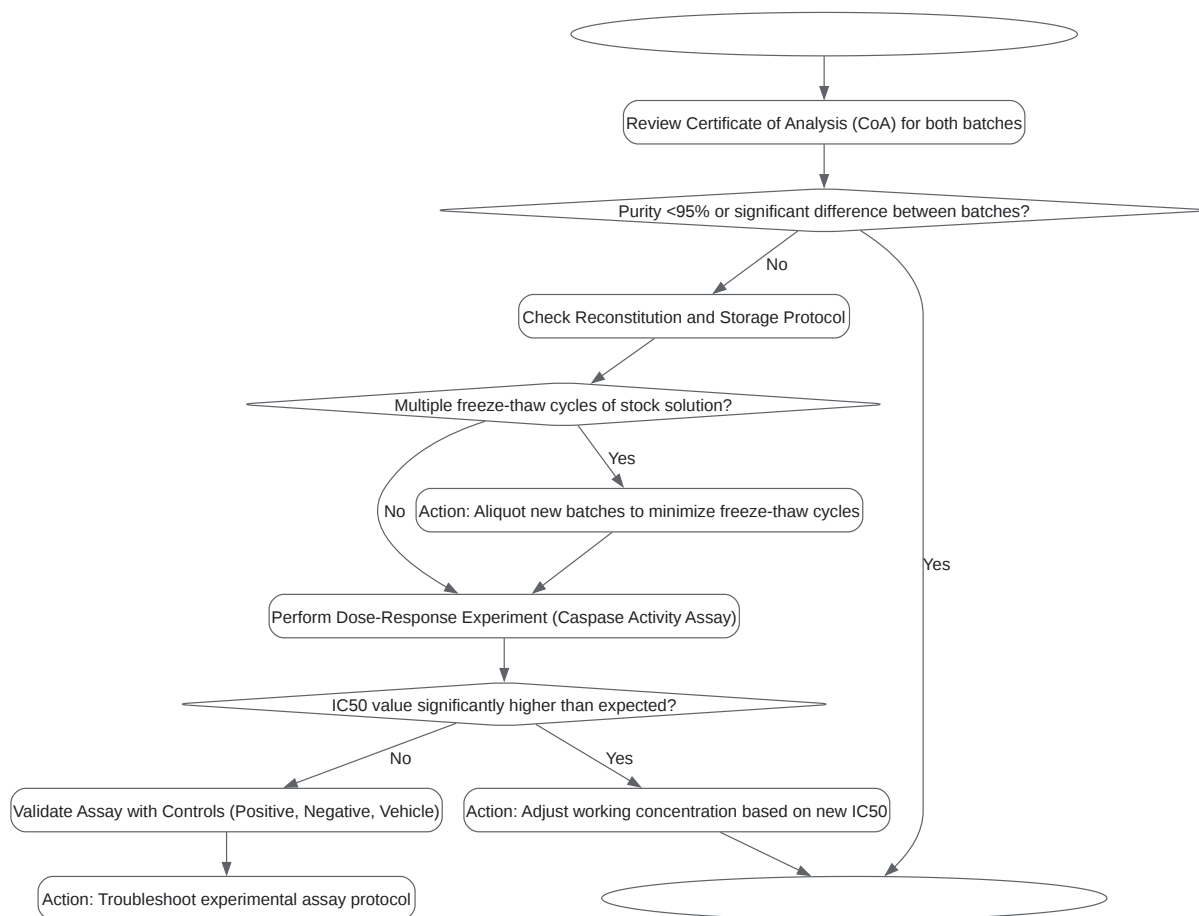 Review Certificate of Analysis (CoA) for both batches
Purity <95% or significant difference between batches?
No
Check Reconstitution and Storage Protocol
Multiple freeze-thaw cycles of stock solution?
Yes
No
Action: Aliquot new batches to minimize freeze-thaw cycles
Yes
Perform Dose-Response Experiment (Caspase Activity Assay)
IC50 value significantly higher than expected?
No
Yes
Validate Assay with Controls (Positive, Negative, Vehicle)
Action: Adjust working concentration based on new IC50
Action: Troubleshoot experimental assay protocol